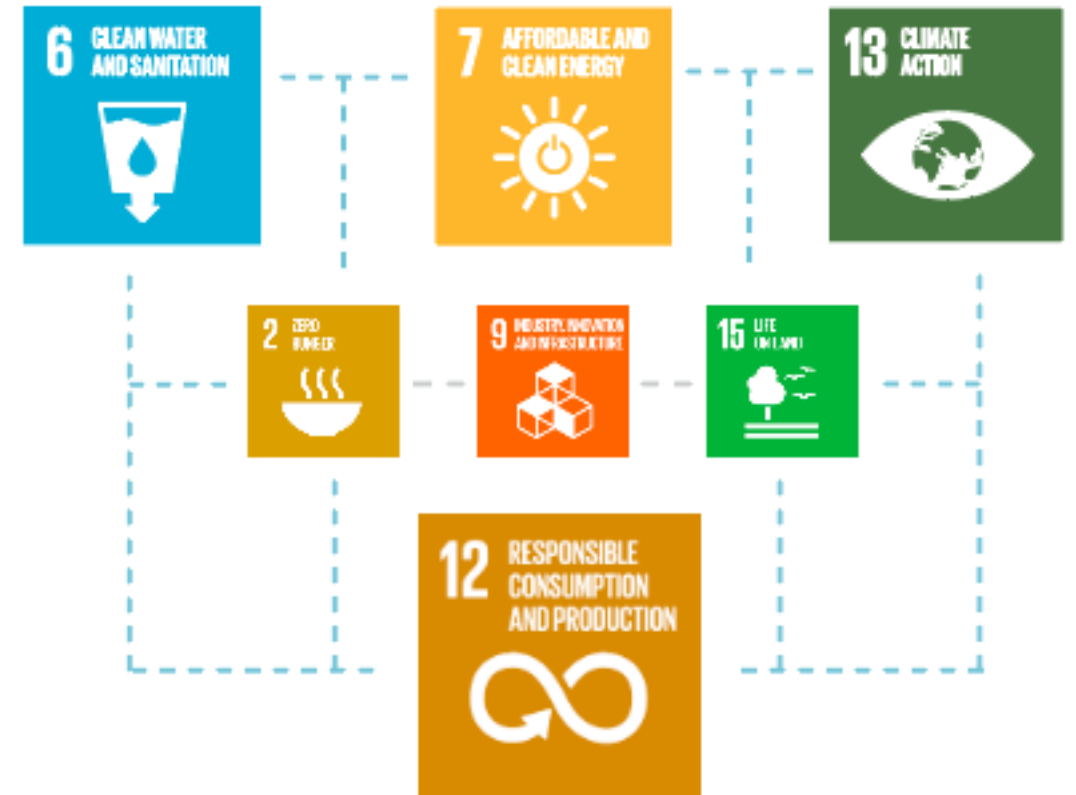 6 CLEAN WATER
AND SANITATION
7 AFFORDABLE AND
CLEAN ENERGY
13 CLIMATE
ACTION
2 ZERO
HUNGER
9 INDUSTRY, INNOVATION
AND INFRASTRUCTURE
15 LIFE
ON LAND
12 RESPONSIBLE
CONSUMPTION
AND PRODUCTION